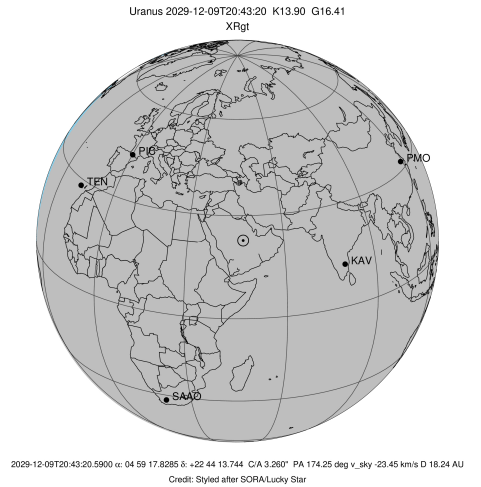 Uranus 2029-12-09T20:43:20 K13.90 G16.41
XRgt
PIC
TEN
PMO
KAV
SAAO
2029-12-09T20:43:20.5900 α: 04 59 17.8285 δ: +22 44 13.744 C/A 3.260" PA 174.25 deg v_sky -23.45 km/s D 18.24 AU
Credit: Styled after SORA/Lucky Star